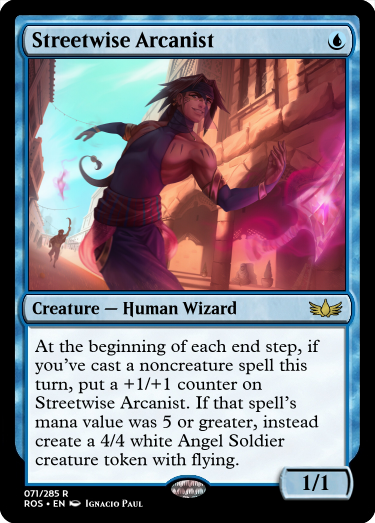 Streetwise Arcanist
Creature — Human Wizard
At the beginning of each end step, if
you've cast a noncreature spell this
turn, put a +1/+1 counter on
Streetwise Arcanist. If that spell's
mana value was 5 or greater, instead
create a 4/4 white Angel Soldier
creature token with flying.
1/1
071/285 R
ROS • EN Ignacio Paul